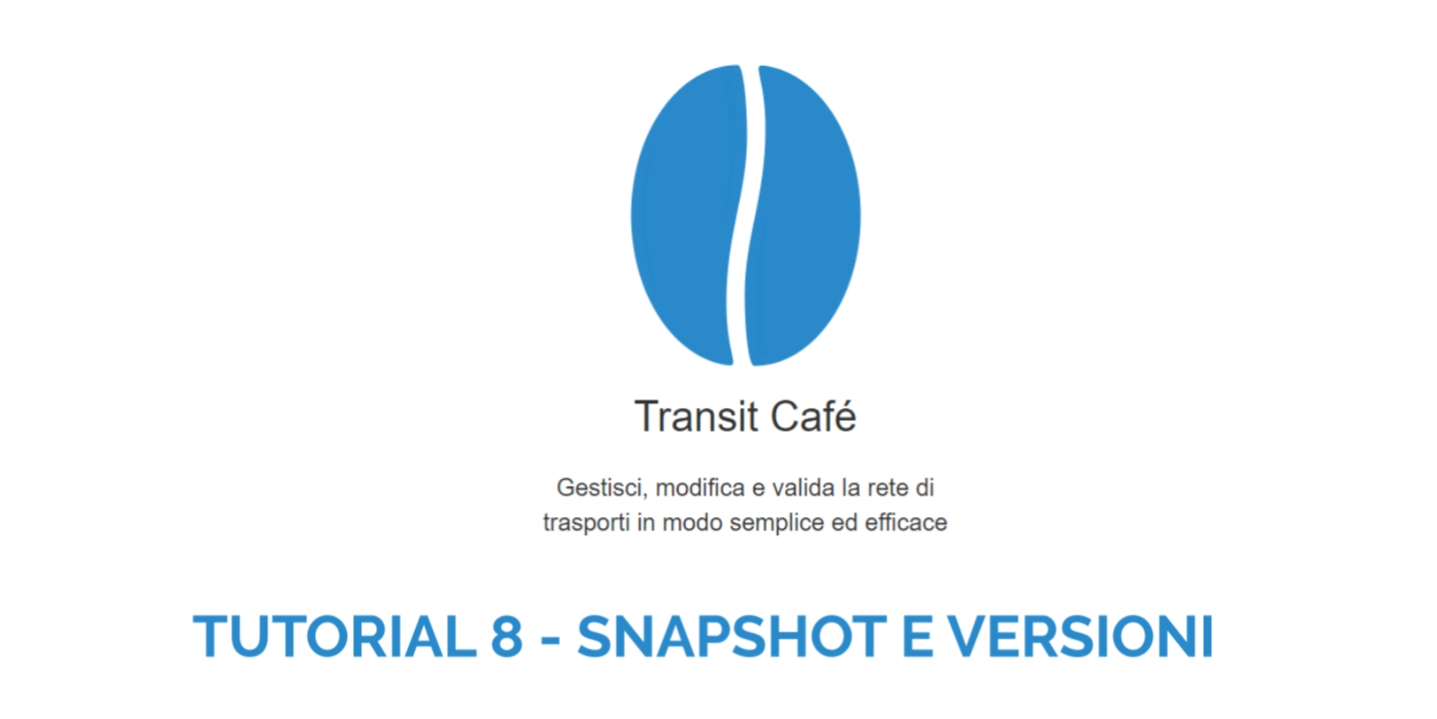 Transit Café
Gestisci, modifica e valida la rete di
trasporti in modo semplice ed efficace
TUTORIAL 8 - SNAPSHOT E VERSIONI